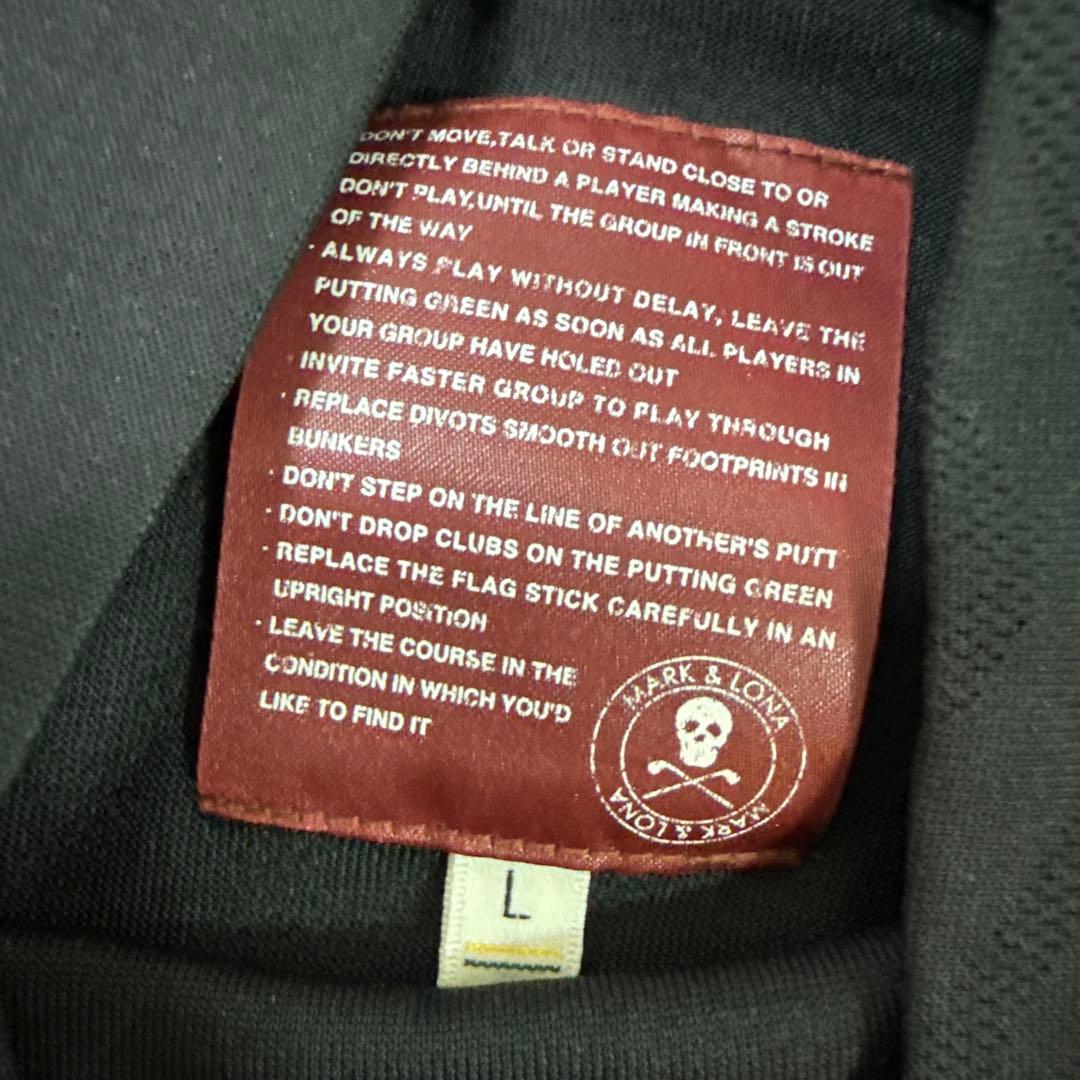 DON'T MOVE,TALK OR STAND CLOSE TO OR
DIRECTLY BEHIND A PLAYER MAKING A STROKE
DON'T PLAY,UNTIL THE GROUP IN FRONT IS OUT
OF THE WAY
· ALWAYS PLAY WITHOUT DELAY, LEAVE THE
PUTTING GREEN AS SOON AS ALL PLAYERS IN
YOUR GROUP HAVE HOLED OUT
· INVITE FASTER GROUP TO PLAY THROUGH
· REPLACE DIVOTS SMOOTH OUT FOOTPRINTS IN
BUNKERS
· DON'T STEP ON THE LINE OF ANOTHER'S PUTT
· DON'T DROP CLUBS ON THE PUTTING GREEN
· REPLACE THE FLAG STICK CAREFULLY IN AN
UPRIGHT POSITION
· LEAVE THE COURSE IN THE
CONDITION IN WHICH YOU'D
LIKE TO FIND IT
MARK & LONA
MARK & LONA
L